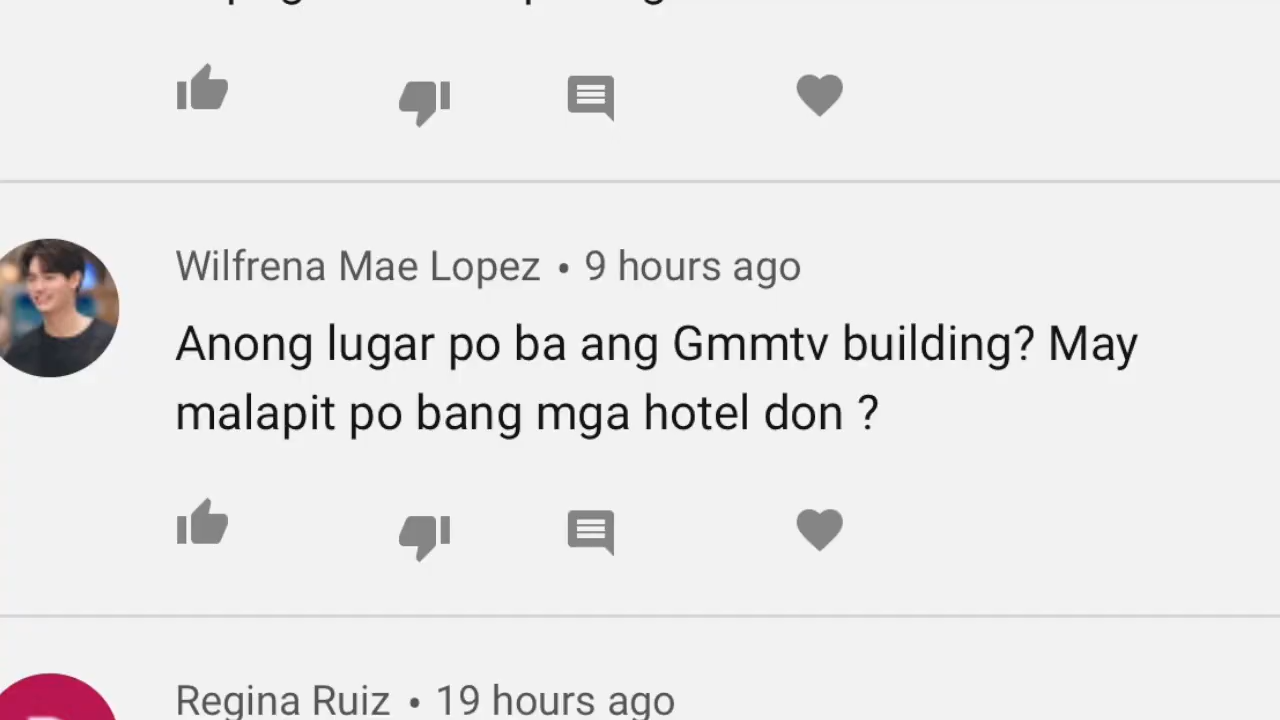 Wilfrena Mae Lopez • 9 hours ago
Anong lugar po ba ang Gmmtv building? May
malapit po bang mga hotel don ?
Regina Ruiz • 19 hours ago